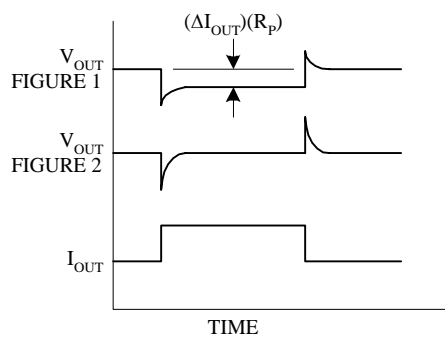 (ΔI_OUT)(R_P)
V_OUT
FIGURE 1
V_OUT
FIGURE 2
I_OUT
TIME